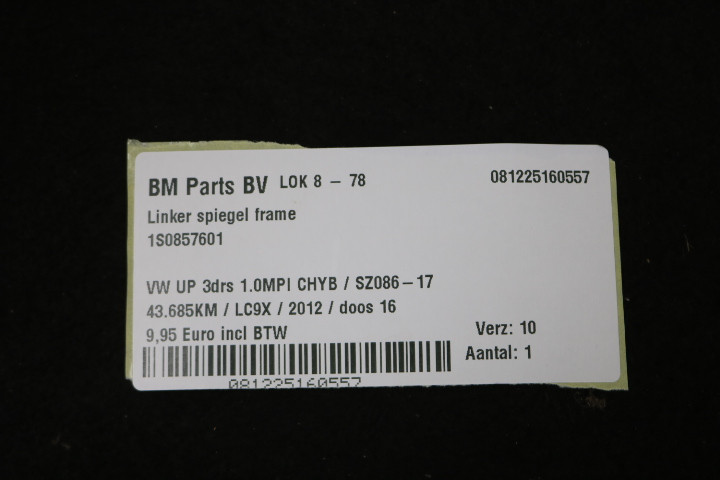 BM Parts BV LOK 8 – 78 081225160557
Linker spiegel frame
1S0857601
VW UP 3drs 1.0MPI CHYB / SZ086–17
43.685KM / LC9X / 2012 / doos 16
9,95 Euro incl BTW
Verz: 10
Aantal: 1
081225160557